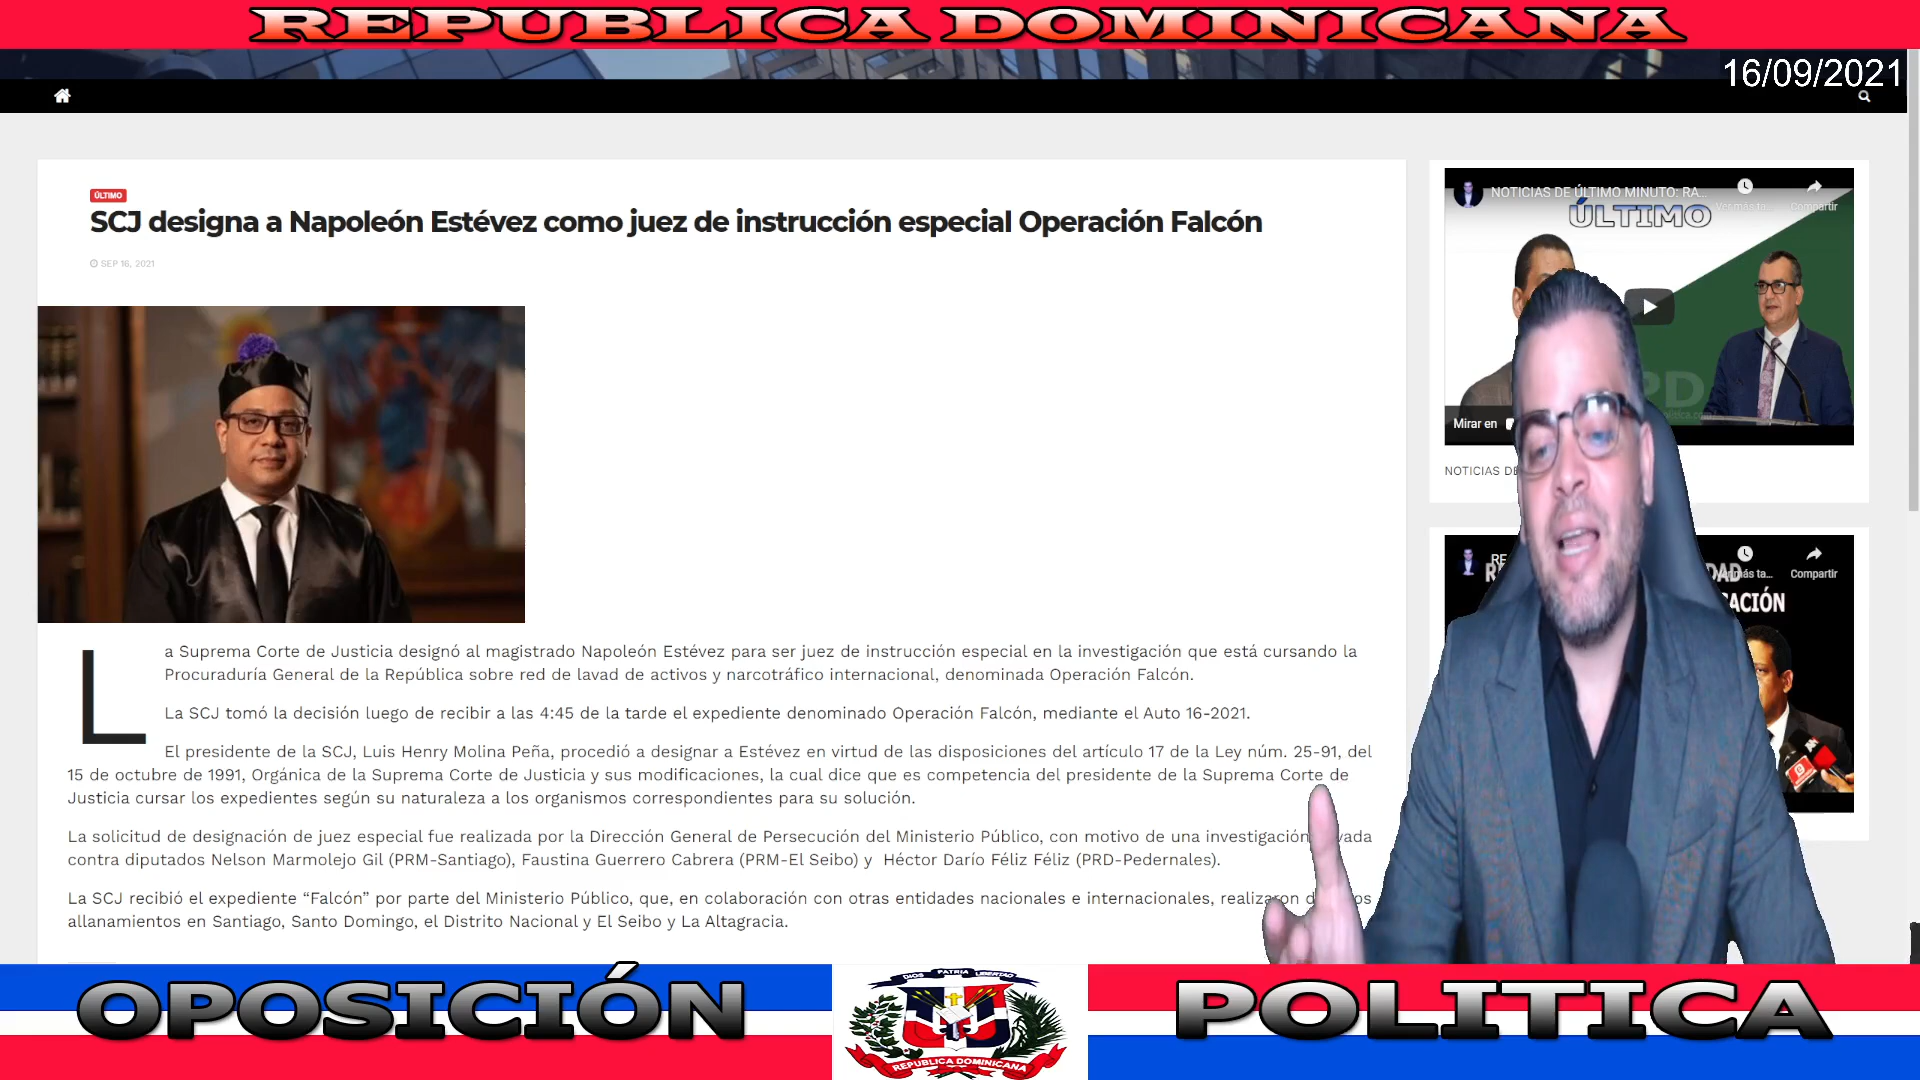 REPUBLICA DOMINICANA
16/09/2021
ÚLTIMO
SCJ designa a Napoleón Estévez como juez de instrucción especial Operación Falcón
SEP 16, 2021
La Suprema Corte de Justicia designó al magistrado Napoleón Estévez para ser juez de instrucción especial en la investigación que está cursando la
Procuraduría General de la República sobre red de lavad de activos y narcotráfico internacional, denominada Operación Falcón.
La SCJ tomó la decisión luego de recibir a las 4:45 de la tarde el expediente denominado Operación Falcón, mediante el Auto 16-2021.
El presidente de la SCJ, Luis Henry Molina Peña, procedió a designar a Estévez en virtud de las disposiciones del artículo 17 de la Ley núm. 25-91, del
15 de octubre de 1991, Orgánica de la Suprema Corte de Justicia y sus modificaciones, la cual dice que es competencia del presidente de la Suprema Corte de
Justicia cursar los expedientes según su naturaleza a los organismos correspondientes para su solución.
La solicitud de designación de juez especial fue realizada por la Dirección General de Persecución del Ministerio Público, con motivo de una investigación
contra diputados Nelson Marmolejo Gil (PRM-Santiago), Faustina Guerrero Cabrera (PRM-El Seibo) y Héctor Darío Féliz Féliz (PRD-Pedernales).
La SCJ recibió el expediente “Falcón” por parte del Ministerio Público, que, en colaboración con otras entidades nacionales e internacionales, realizaron
allanamientos en Santiago, Santo Domingo, el Distrito Nacional y El Seibo y La Altagracia.
NOTICIAS DE ÚLTIMO MINUTO: RA...
Ver más ta... Compartir
ÚLTIMO
Mirar en
NOTICIAS DE
Compartir
OPOSICIÓN
DIOS PATRIA LIBERTAD
REPUBLICA DOMINICANA
POLITICA